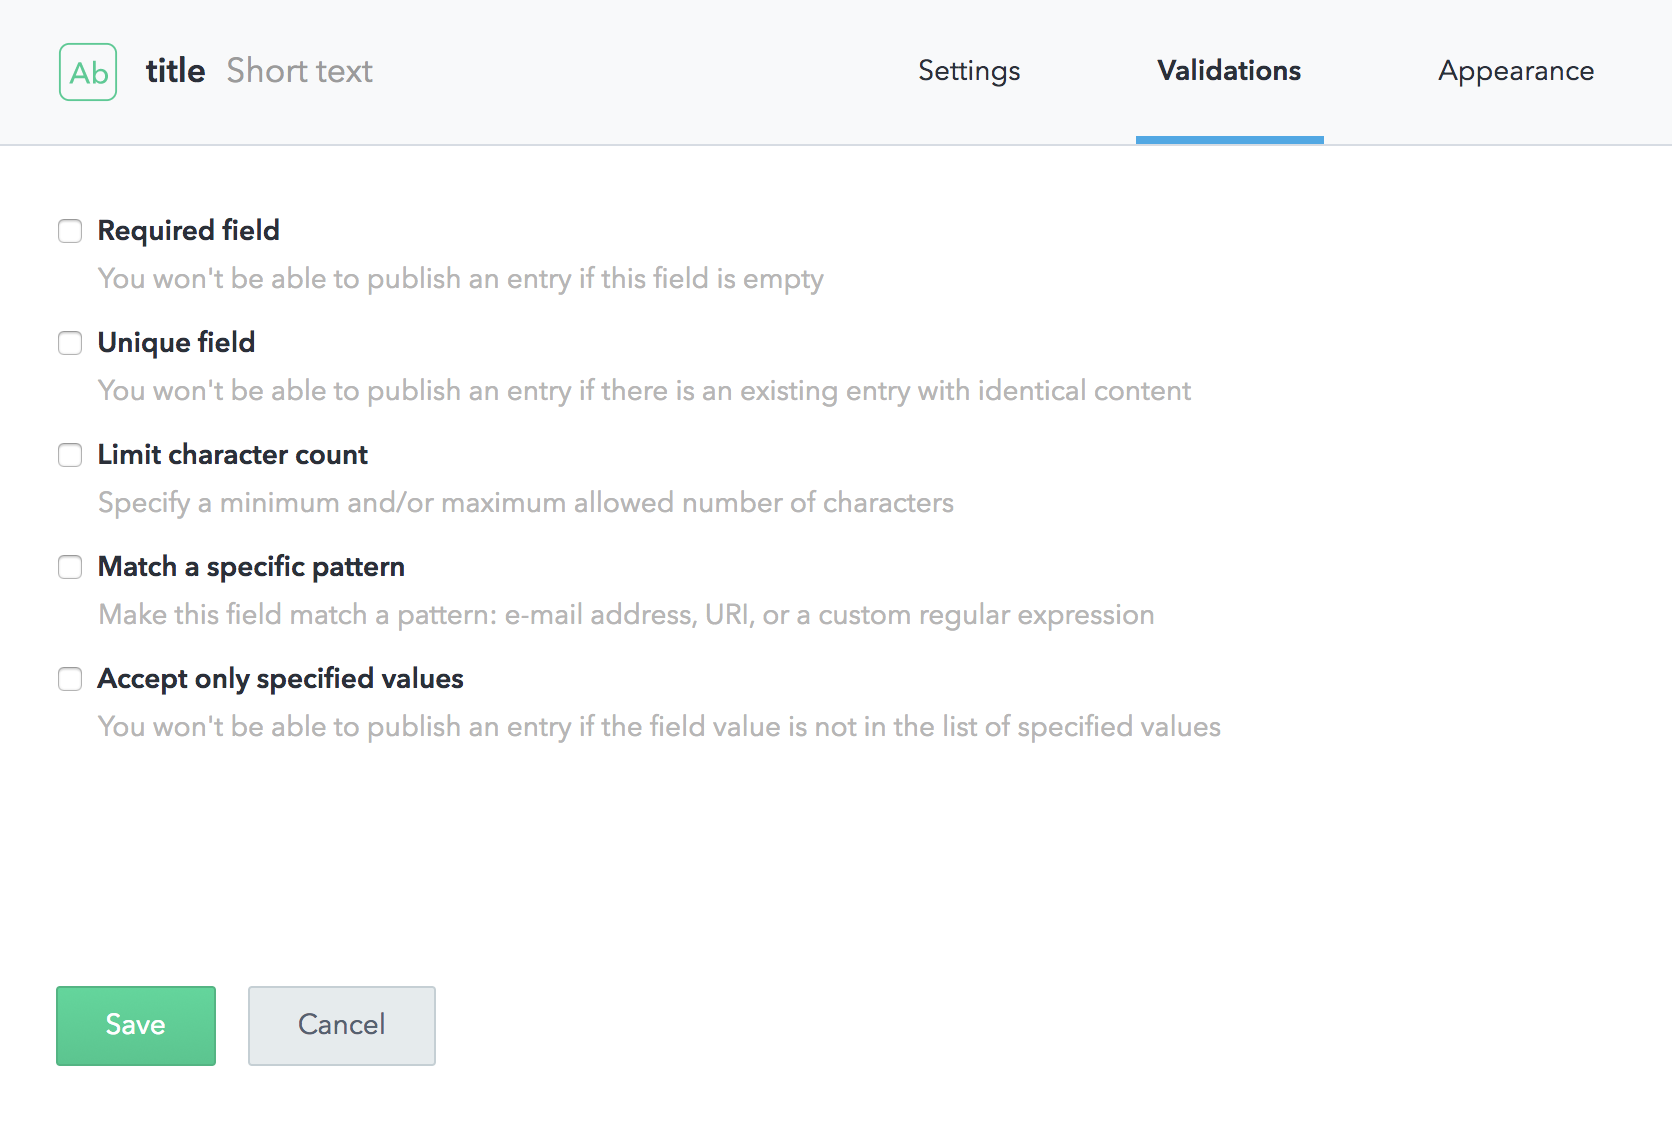 Ab title Short text Settings Validations Appearance
Required field
You won't be able to publish an entry if this field is empty
Unique field
You won't be able to publish an entry if there is an existing entry with identical content
Limit character count
Specify a minimum and/or maximum allowed number of characters
Match a specific pattern
Make this field match a pattern: e-mail address, URI, or a custom regular expression
Accept only specified values
You won't be able to publish an entry if the field value is not in the list of specified values
Save Cancel